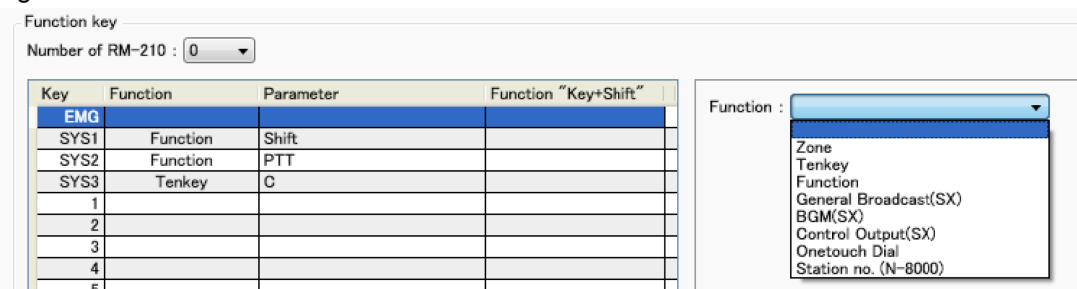 Function key
Number of RM-210 : 0
Key Function Parameter Function "Key+Shift"
EMG
SYS1 Function Shift
SYS2 Function PTT
SYS3 Tenkey C
1
2
3
4
Function :
Zone
Tenkey
Function
General Broadcast(SX)
BGM(SX)
Control Output(SX)
Onetouch Dial
Station no. (N-8000)